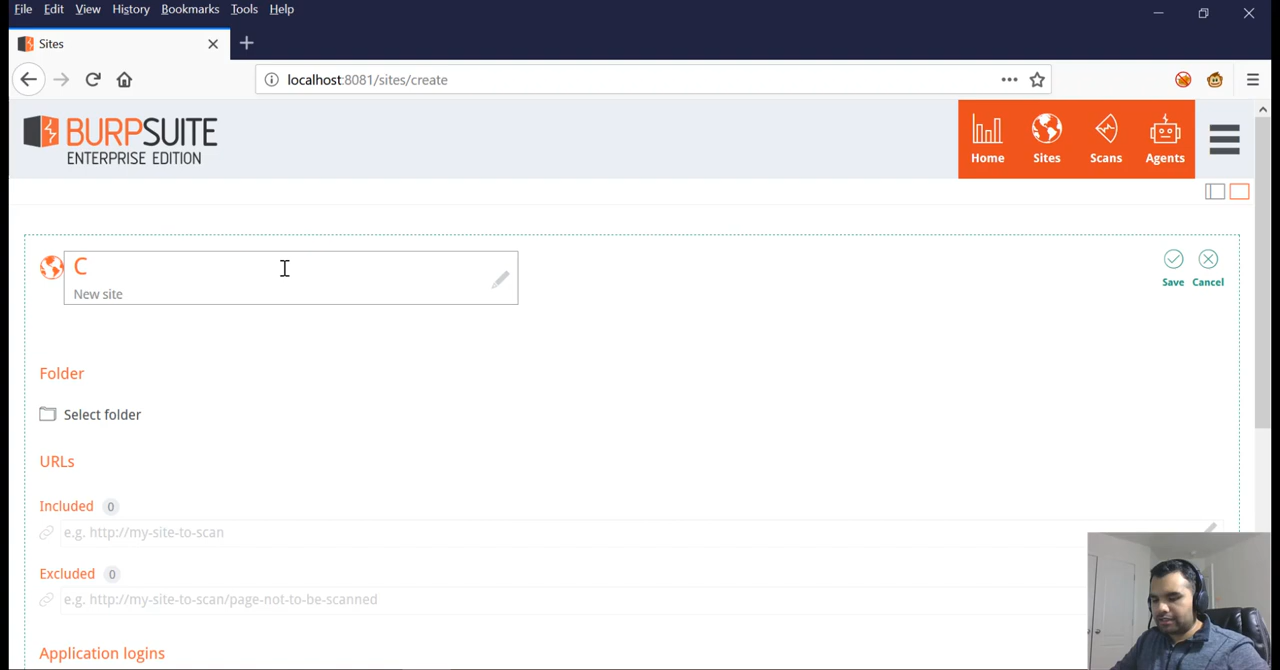 File Edit View History Bookmarks Tools Help
Sites
localhost:8081/sites/create
BURPSUITE
ENTERPRISE EDITION
Home Sites Scans Agents
C
New site
Save Cancel
Folder
Select folder
URLs
Included 0
e.g. http://my-site-to-scan
Excluded 0
e.g. http://my-site-to-scan/page-not-to-be-scanned
Application logins